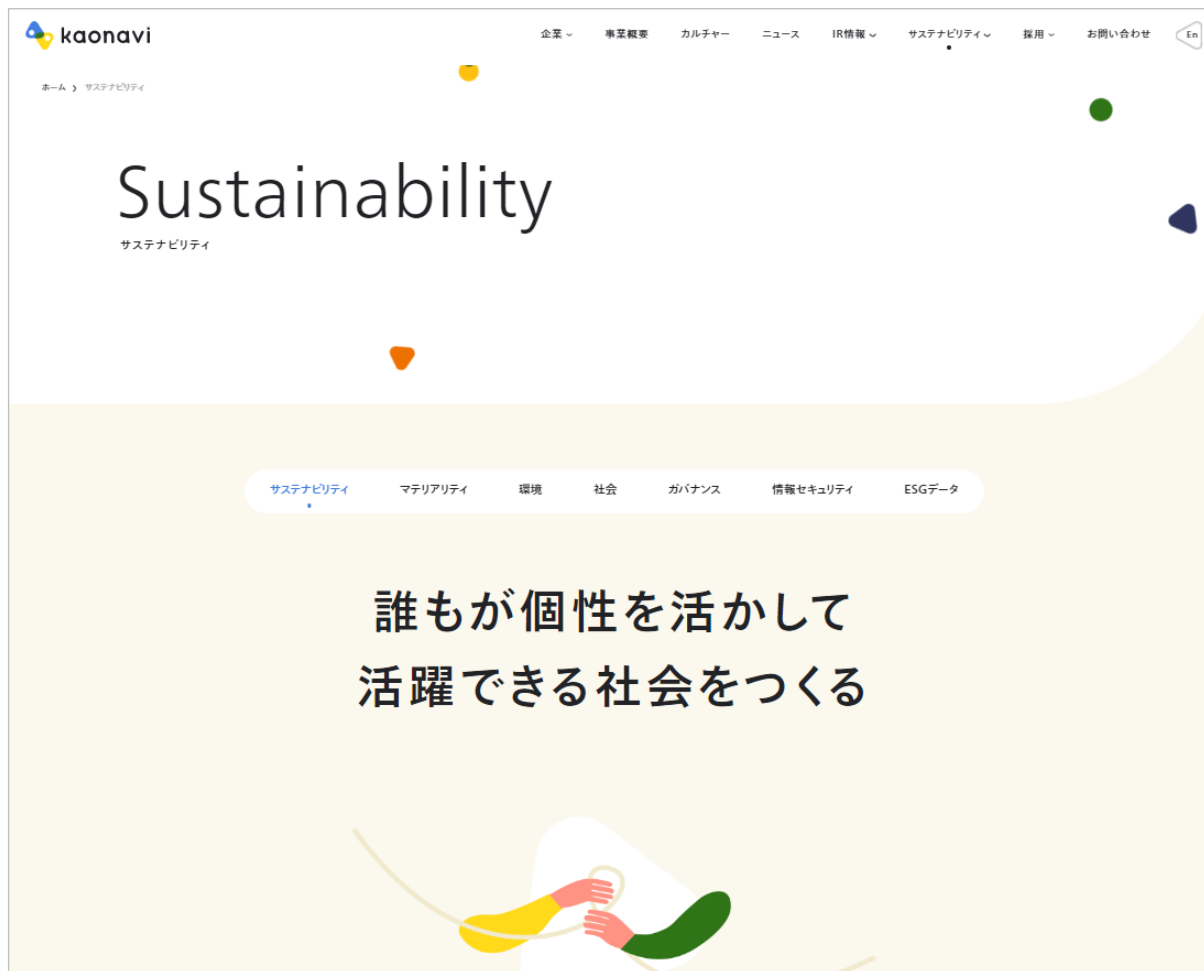 kaonavi
企業 事業概要 カルチャー ニュース IR情報 サステナビリティ 採用 お問い合わせ En
ホーム 〉 サステナビリティ
Sustainability
サステナビリティ
サステナビリティ マテリアリティ 環境 社会 ガバナンス 情報セキュリティ ESGデータ
誰もが個性を活かして
活躍できる社会をつくる